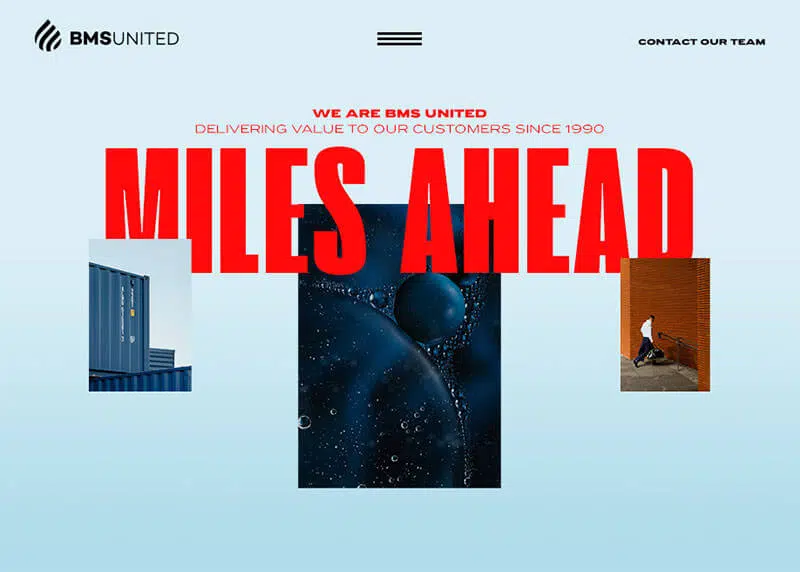 BMSUNITED
CONTACT OUR TEAM
WE ARE BMS UNITED
DELIVERING VALUE TO OUR CUSTOMERS SINCE 1990
MILES AHEAD